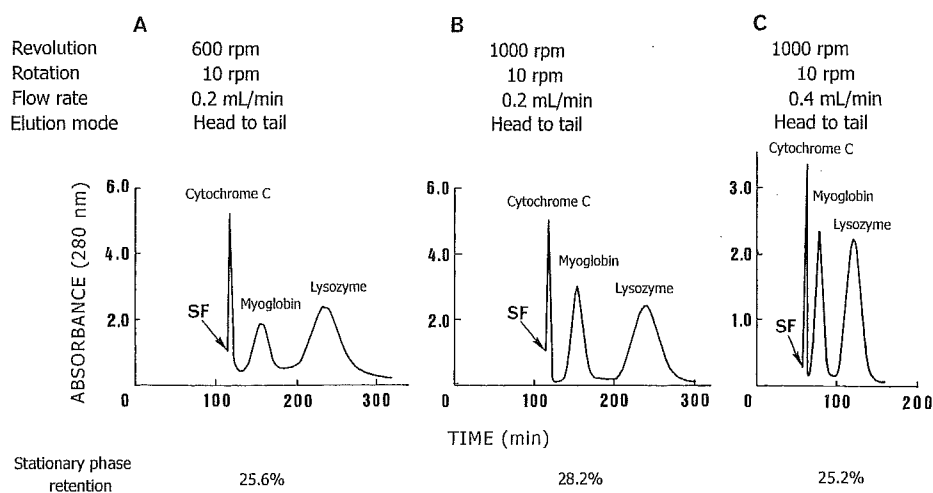 A B C
Revolution 600 rpm 1000 rpm 1000 rpm
Rotation 10 rpm 10 rpm 10 rpm
Flow rate 0.2 mL/min 0.2 mL/min 0.4 mL/min
Elution mode Head to tail Head to tail Head to tail
ABSORBANCE (280 nm)
6.0
4.0
2.0
Cytochrome C
Myoglobin
Lysozyme
SF
0 100 200 300
6.0
4.0
2.0
Cytochrome C
Myoglobin
Lysozyme
SF
0 100 200 300
Cytochrome C
3.0
2.0
1.0
Myoglobin
Lysozyme
SF
0 100 200
TIME (min)
Stationary phase
retention
25.6% 28.2% 25.2%